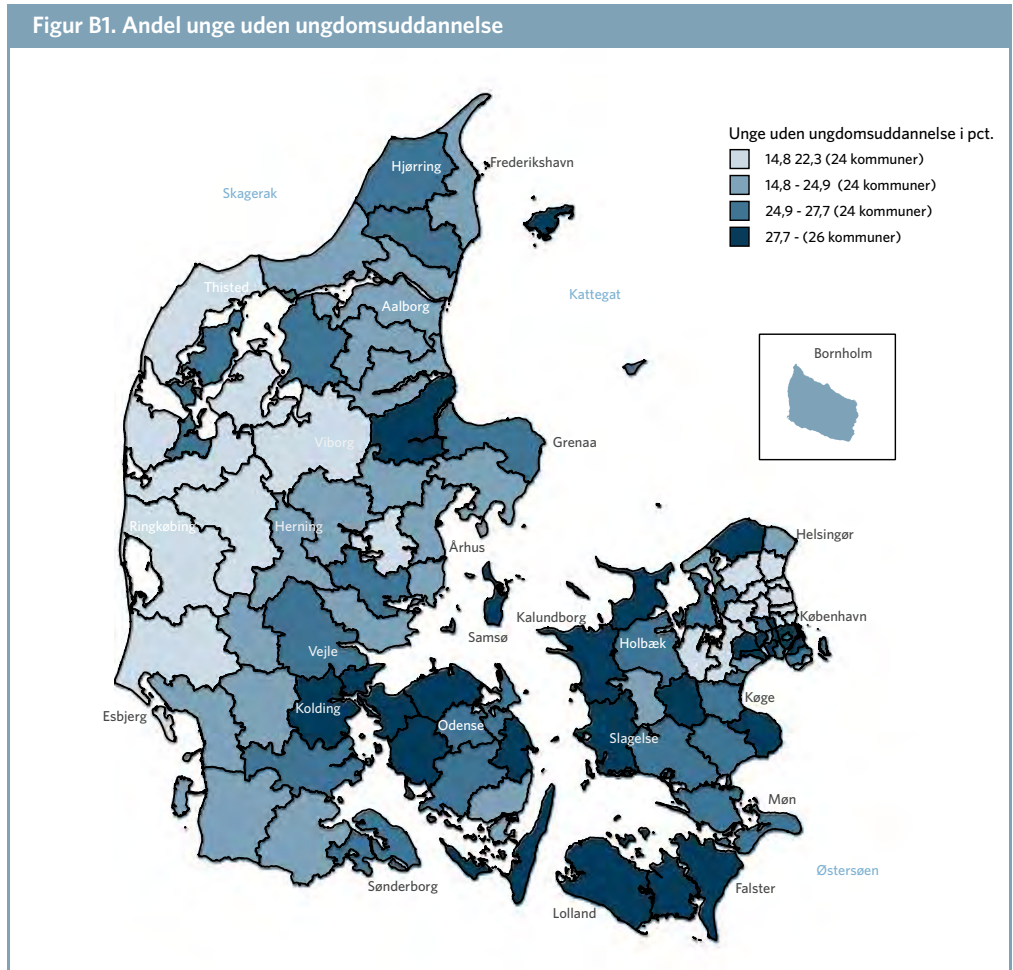 Figur B1. Andel unge uden ungdomsuddannelse
Unge uden ungdomsuddannelse i pct.
14,8 22,3 (24 kommuner)
14,8 - 24,9 (24 kommuner)
24,9 - 27,7 (24 kommuner)
27,7 - (26 kommuner)
Hjørring
Frederikshavn
Skagerak
Thisted
Kattegat
Aalborg
Bornholm
Viborg
Grenaa
Ringkøbing
Herning
Helsingør
Århus
Kalundborg
København
Samsø
Holbæk
Vejle
Køge
Kolding
Esbjerg
Odense
Slagelse
Møn
Østersøen
Sønderborg
Falster
Lolland